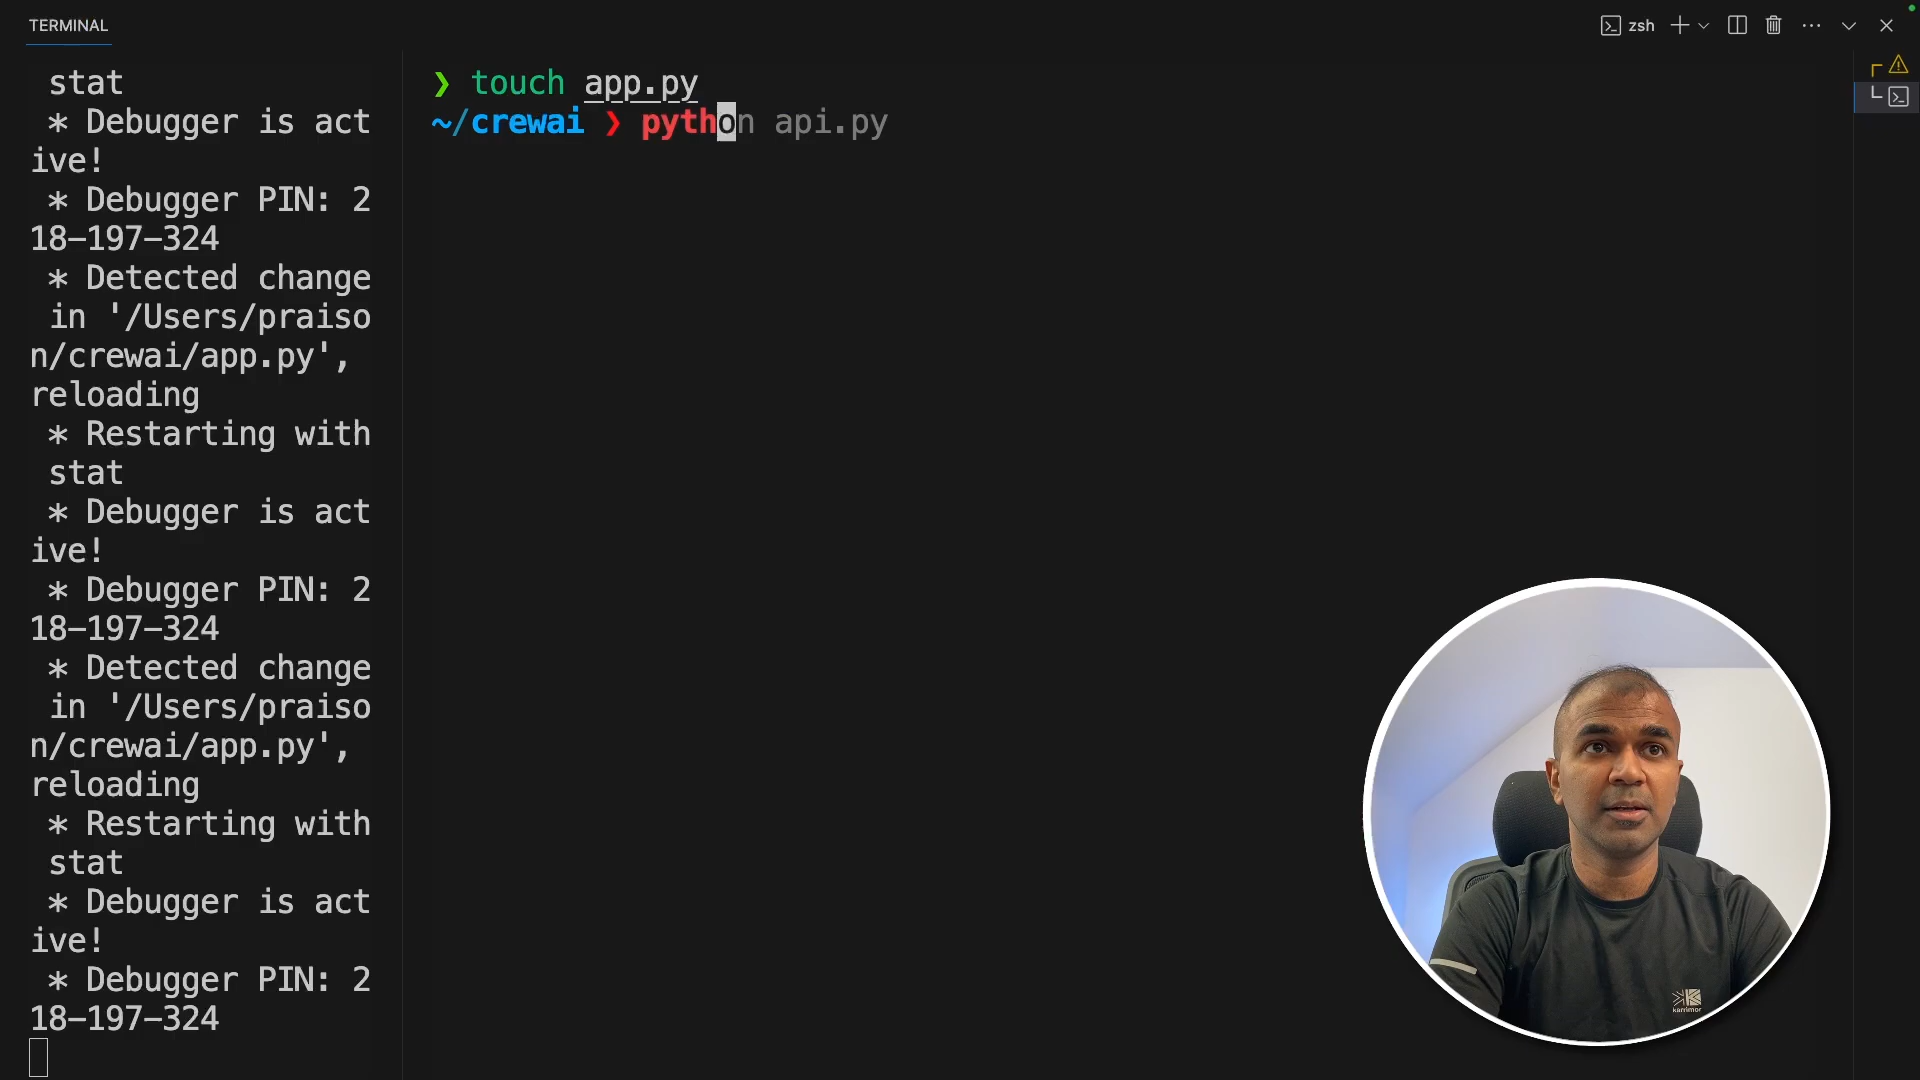 TERMINAL
zsh
stat
* Debugger is act
ive!
* Debugger PIN: 2
18-197-324
* Detected change
in '/Users/praiso
n/crewai/app.py',
reloading
* Restarting with
stat
* Debugger is act
ive!
* Debugger PIN: 2
18-197-324
* Detected change
in '/Users/praiso
n/crewai/app.py',
reloading
* Restarting with
stat
* Debugger is act
ive!
* Debugger PIN: 2
18-197-324
❯ touch app.py
~/crewai ❯ python api.py
karrimor